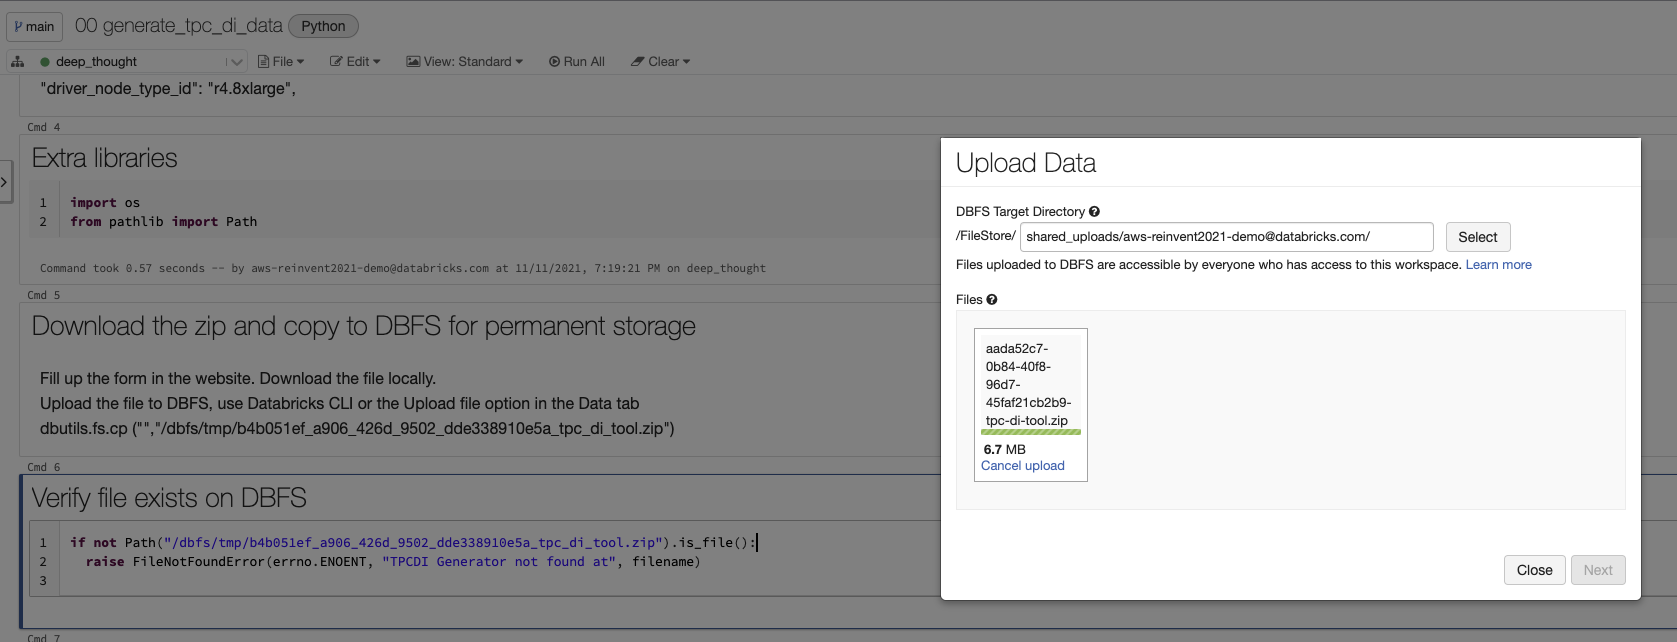 main 00 generate_tpc_di_data Python
deep_thought File Edit View: Standard Run All Clear
"driver_node_type_id": "r4.8xlarge",
Cmd 4
Extra libraries
1 import os
2 from pathlib import Path
Command took 0.57 seconds -- by aws-reinvent2021-demo@databricks.com at 11/11/2021, 7:19:21 PM on deep_thought
Cmd 5
Download the zip and copy to DBFS for permanent storage
Fill up the form in the website. Download the file locally.
Upload the file to DBFS, use Databricks CLI or the Upload file option in the Data tab
dbutils.fs.cp ("","/dbfs/tmp/b4b051ef_a906_426d_9502_dde338910e5a_tpc_di_tool.zip")
Cmd 6
Verify file exists on DBFS
1 if not Path("/dbfs/tmp/b4b051ef_a906_426d_9502_dde338910e5a_tpc_di_tool.zip").is_file():
2 raise FileNotFoundError(errno.ENOENT, "TPCDI Generator not found at", filename)
3
Cmd 7
Upload Data
DBFS Target Directory ?
/FileStore/ shared_uploads/aws-reinvent2021-demo@databricks.com/ Select
Files uploaded to DBFS are accessible by everyone who has access to this workspace. Learn more
Files ?
aada52c7-
0b84-40f8-
96d7-
45faf21cb2b9-
tpc-di-tool.zip
6.7 MB
Cancel upload
Close Next